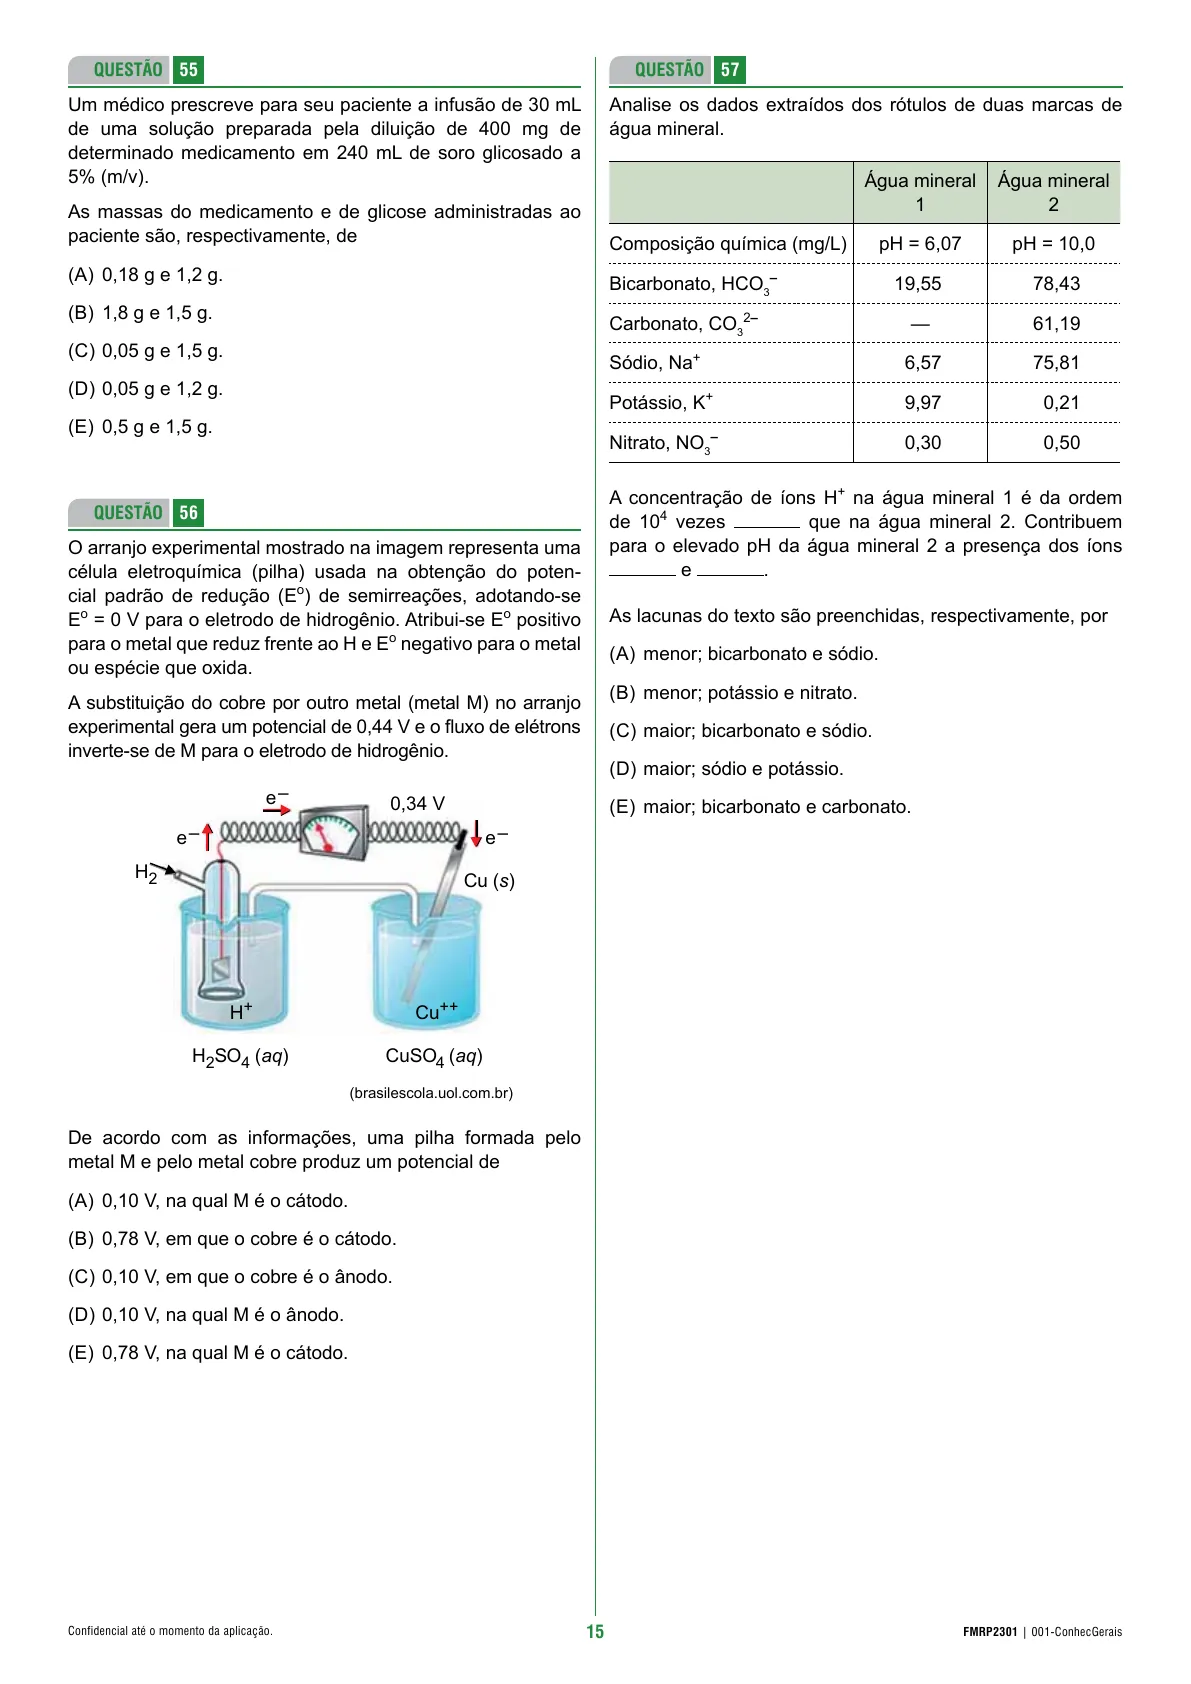 QUESTÃO 55
Um médico prescreve para seu paciente a infusão de 30 mL
de uma solução preparada pela diluição de 400 mg de
determinado medicamento em 240 mL de soro glicosado a
5% (m/v).
As massas do medicamento e de glicose administradas ao
paciente são, respectivamente, de
(A) 0,18 g e 1,2 g.
(B) 1,8 g e 1,5 g.
(C) 0,05 g e 1,5 g.
(D) 0,05 g e 1,2 g.
(E) 0,5 g e 1,5 g.
QUESTÃO 56
O arranjo experimental mostrado na imagem representa uma
célula eletroquímica (pilha) usada na obtenção do poten-
cial padrão de redução (Eº) de semirreações, adotando-se
Eº = 0 V para o eletrodo de hidrogênio. Atribui-se Eº positivo
para o metal que reduz frente ao H e Eº negativo para o metal
ou espécie que oxida.
A substituição do cobre por outro metal (metal M) no arranjo
experimental gera um potencial de 0,44 V e o fluxo de elétrons
inverte-se de M para o eletrodo de hidrogênio.
e⁻
0,34 V
e⁻
e⁻
H₂
Cu (s)
H⁺
Cu⁺⁺
H₂SO₄ (aq)
CuSO₄ (aq)
(brasilescola.uol.com.br)
De acordo com as informações, uma pilha formada pelo
metal M e pelo metal cobre produz um potencial de
(A) 0,10 V, na qual M é o cátodo.
(B) 0,78 V, em que o cobre é o cátodo.
(C) 0,10 V, em que o cobre é o ânodo.
(D) 0,10 V, na qual M é o ânodo.
(E) 0,78 V, na qual M é o cátodo.
QUESTÃO 57
Analise os dados extraídos dos rótulos de duas marcas de
água mineral.
Água mineral 1 Água mineral 2
Composição química (mg/L) pH = 6,07 pH = 10,0
Bicarbonato, HCO₃⁻ 19,55 78,43
Carbonato, CO₃²⁻ — 61,19
Sódio, Na⁺ 6,57 75,81
Potássio, K⁺ 9,97 0,21
Nitrato, NO₃⁻ 0,30 0,50
A concentração de íons H⁺ na água mineral 1 é da ordem
de 10⁴ vezes ______ que na água mineral 2. Contribuem
para o elevado pH da água mineral 2 a presença dos íons
______ e ______.
As lacunas do texto são preenchidas, respectivamente, por
(A) menor; bicarbonato e sódio.
(B) menor; potássio e nitrato.
(C) maior; bicarbonato e sódio.
(D) maior; sódio e potássio.
(E) maior; bicarbonato e carbonato.
Confidencial até o momento da aplicação.
15
FMRP2301 | 001-ConhecGerais